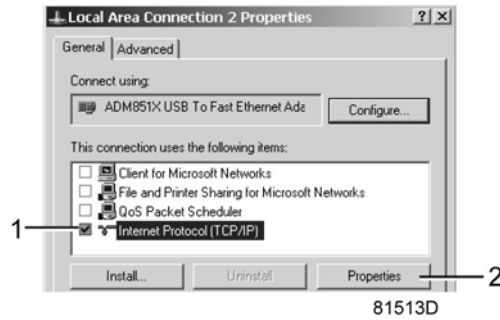 Local Area Connection 2 Properties ? X
General Advanced
Connect using:
ADM851X USB To Fast Ethernet Ada Configure...
This connection uses the following items:
Client for Microsoft Networks
File and Printer Sharing for Microsoft Networks
QoS Packet Scheduler
1 Internet Protocol (TCP/IP)
Install... Uninstall Properties 2
81513D